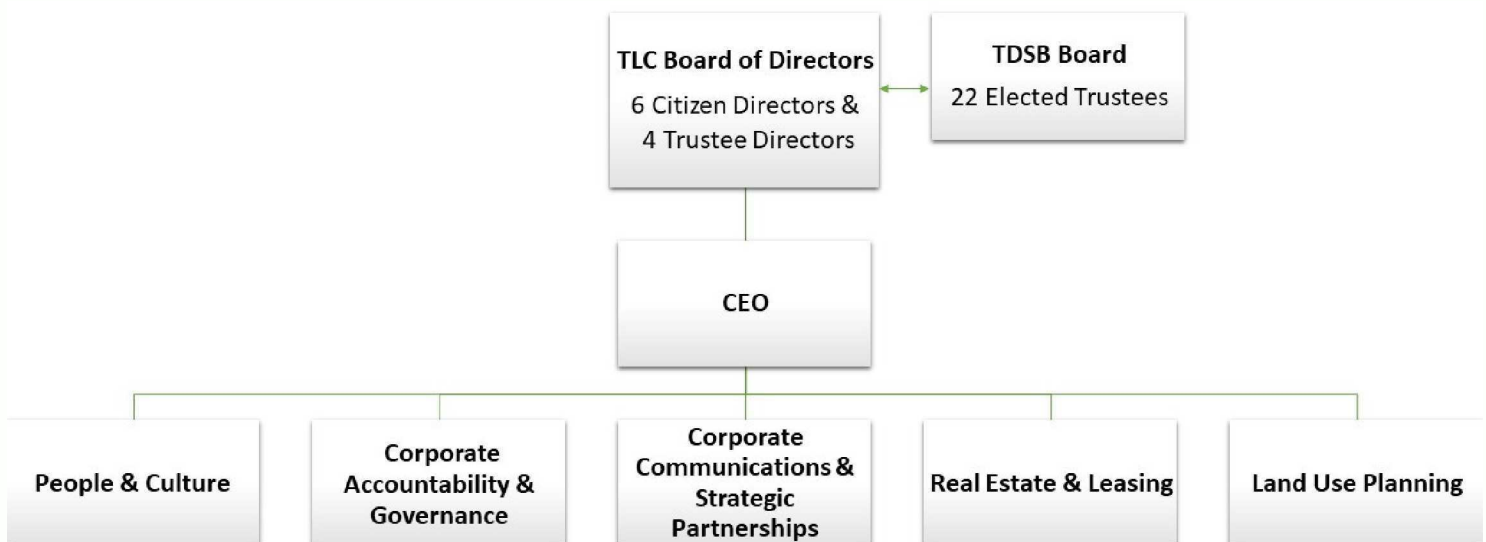 TLC Board of Directors
6 Citizen Directors &
4 Trustee Directors
TDSB Board
22 Elected Trustees
CEO
People & Culture
Corporate
Accountability &
Governance
Corporate
Communications &
Strategic
Partnerships
Real Estate & Leasing
Land Use Planning